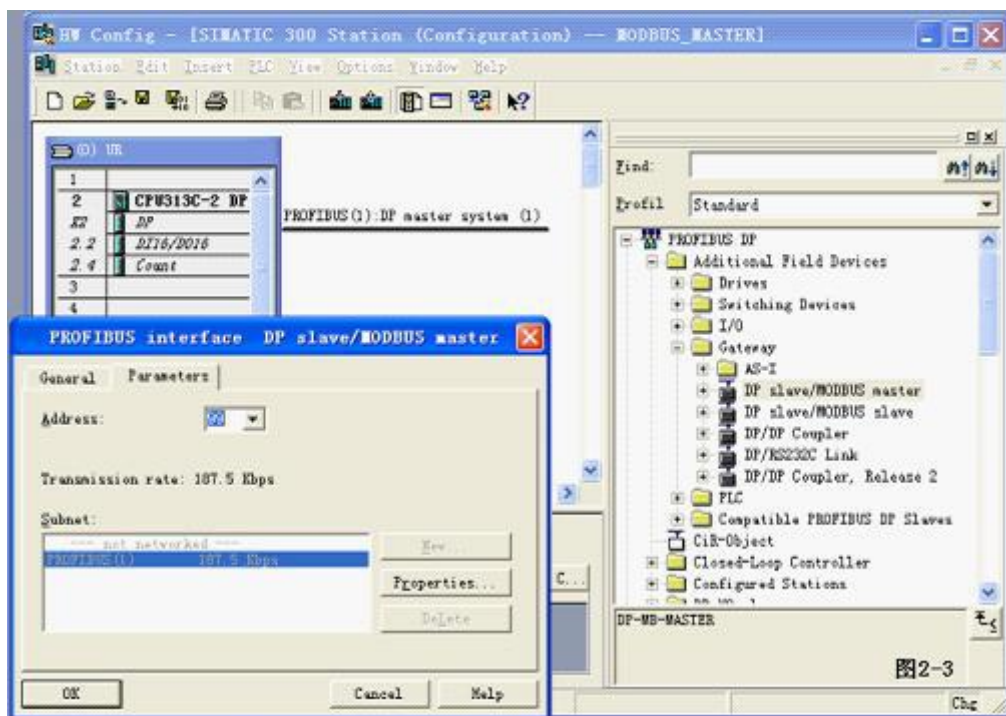 HW Config - [SIMATIC 300 Station (Configuration) -- MODBUS_MASTER]
Station Edit Insert PLC View Options Window Help
(0) UR
1
2 CPU313C-2 DP
X2 DP
2.2 DI16/DO16
2.4 Count
3
4
PROFIBUS(1):DP master system (1)
Find:
Profil Standard
PROFIBUS DP
Additional Field Devices
Drives
Switching Devices
I/O
Gateway
AS-I
DP slave/MODBUS master
DP slave/MODBUS slave
DP/DP Coupler
DP/RS232C Link
DP/DP Coupler, Release 2
PLC
Compatible PROFIBUS DP Slaves
CiR-Object
Closed-Loop Controller
Configured Stations
DP-MB-MASTER
图2-3
Chg
PROFIBUS interface DP slave/MODBUS master
General Parameters
Address:
Transmission rate: 187.5 Kbps
Subnet:
--- not networked ---
PROFIBUS(1) 187.5 Kbps
New...
Properties...
Delete
OK Cancel Help
C...